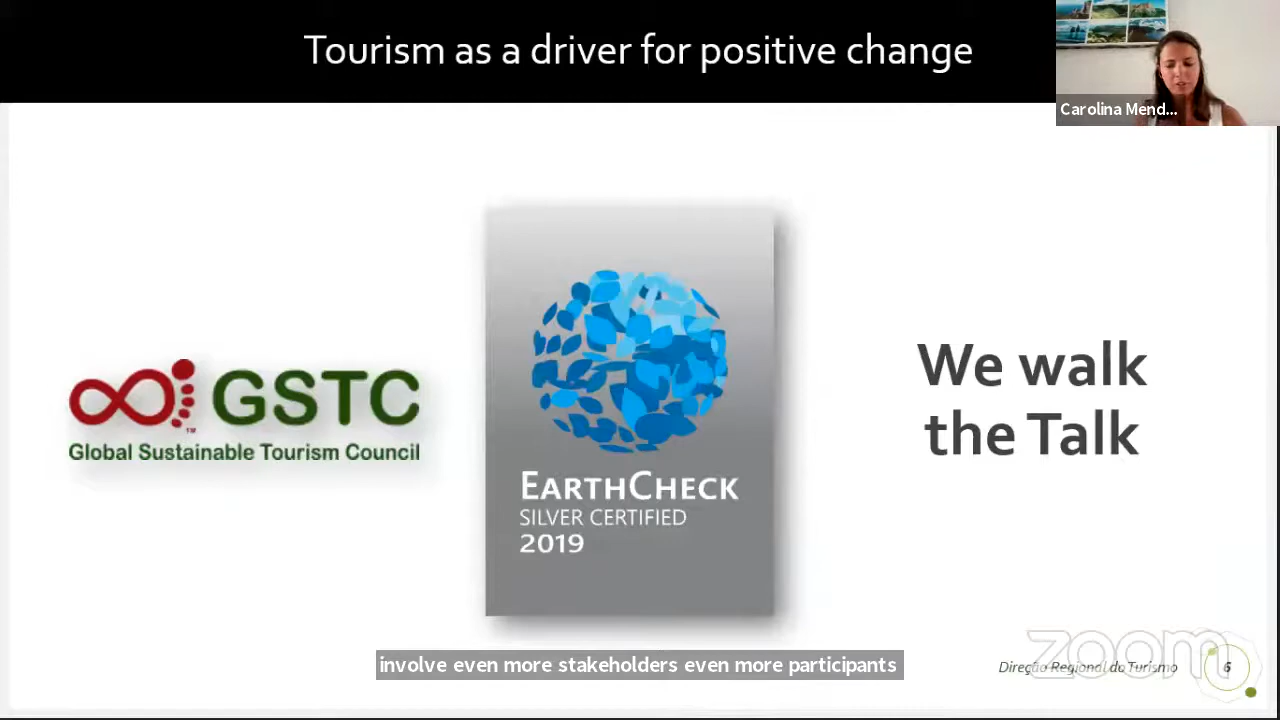 Tourism as a driver for positive change
Carolina Mend...
GSTC
TM
Global Sustainable Tourism Council
EARTHCHECK
SILVER CERTIFIED
2019
We walk
the Talk
involve even more stakeholders even more participants
zoom
Direção Regional do Turismo
6